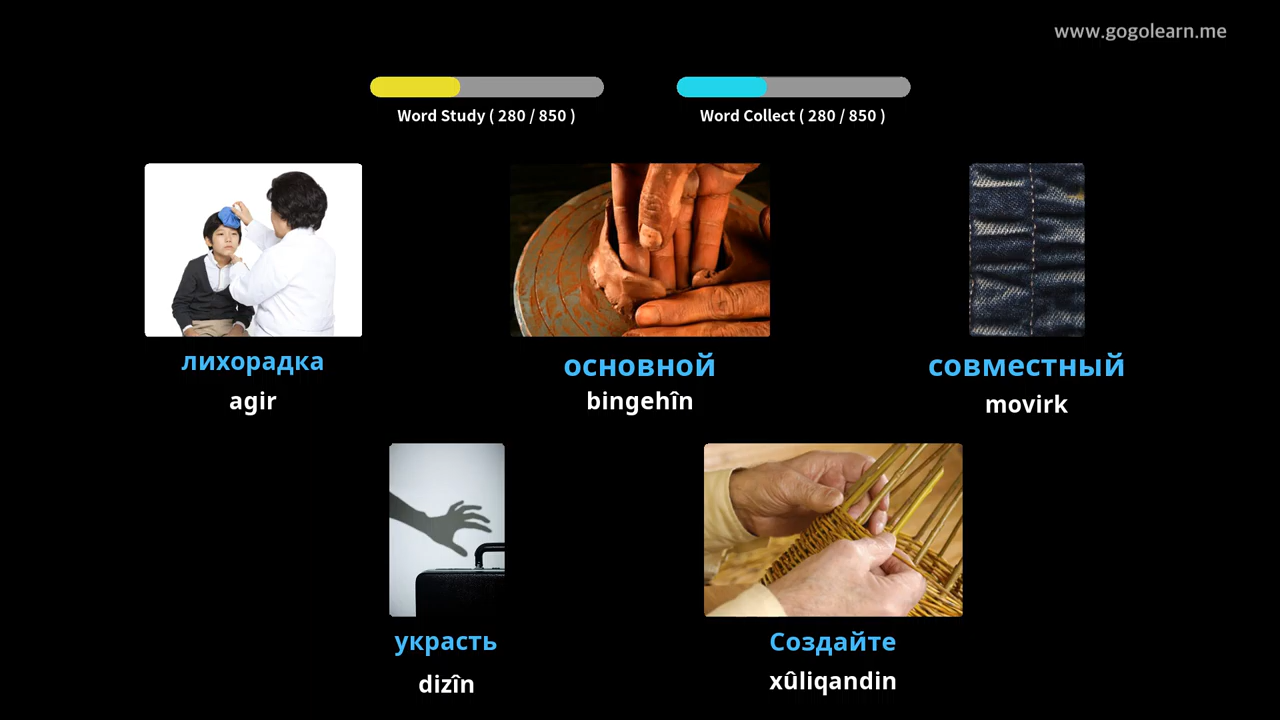 www.gogolearn.me
Word Study ( 280 / 850 )
Word Collect ( 280 / 850 )
лихорадка
agir
основной
bingehîn
совместный
movirk
украсть
dizîn
Создайте
xûliqandin